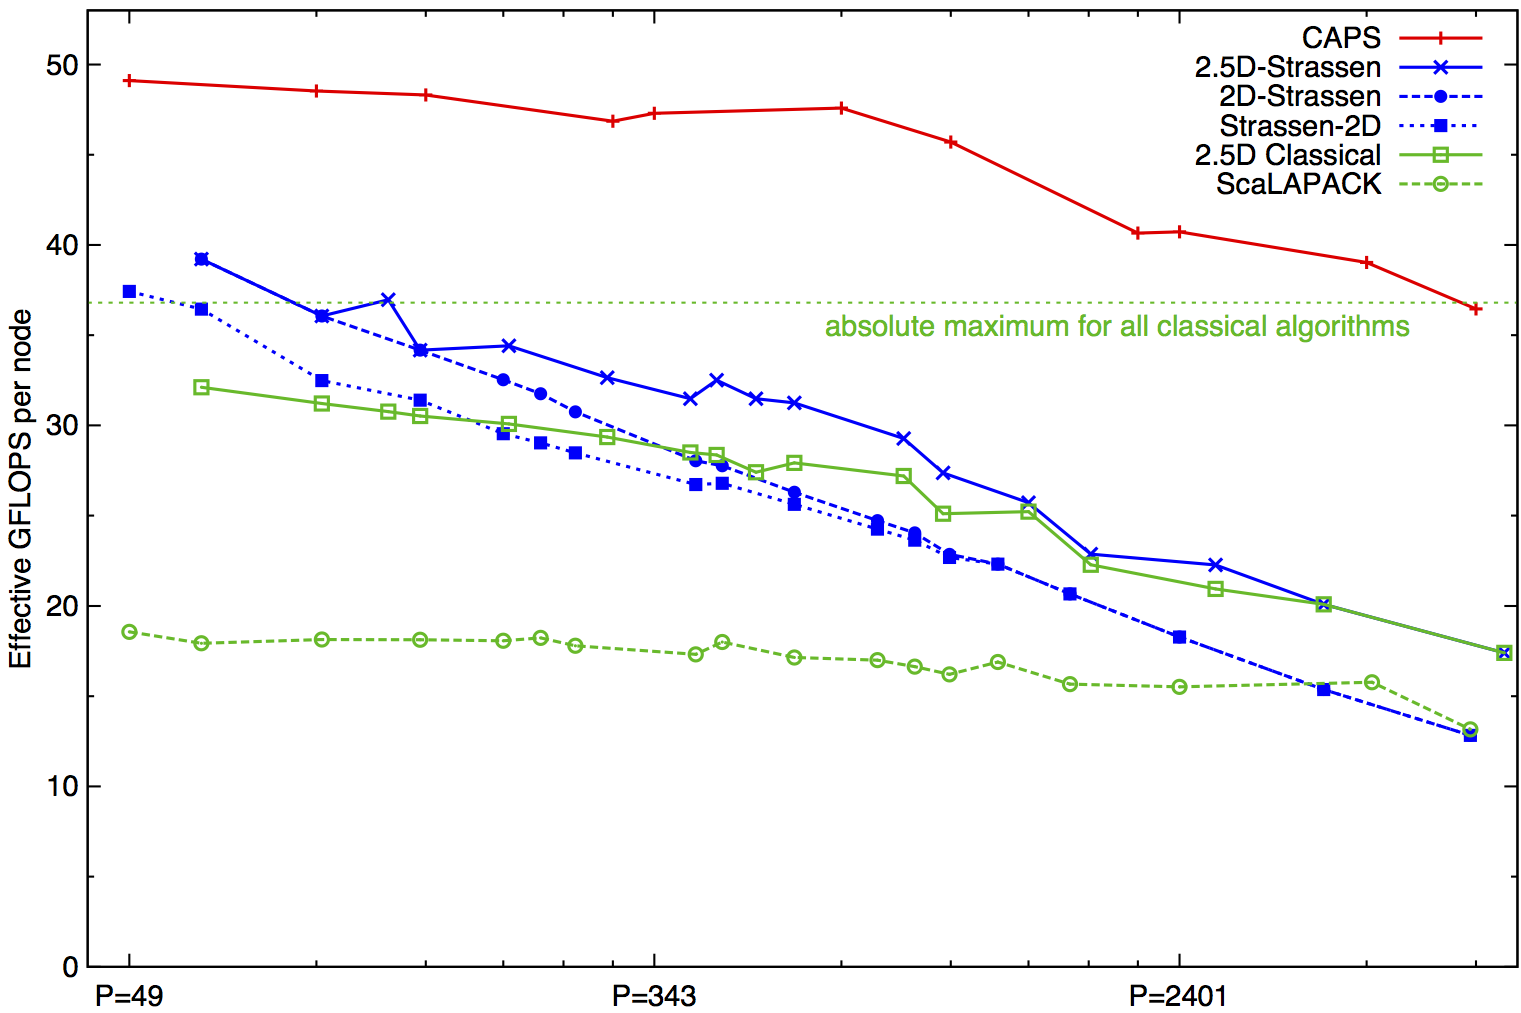 CAPS
2.5D-Strassen
2D-Strassen
Strassen-2D
2.5D Classical
ScaLAPACK
absolute maximum for all classical algorithms
Effective GFLOPS per node
50
40
30
20
10
0
P=49 P=343 P=2401